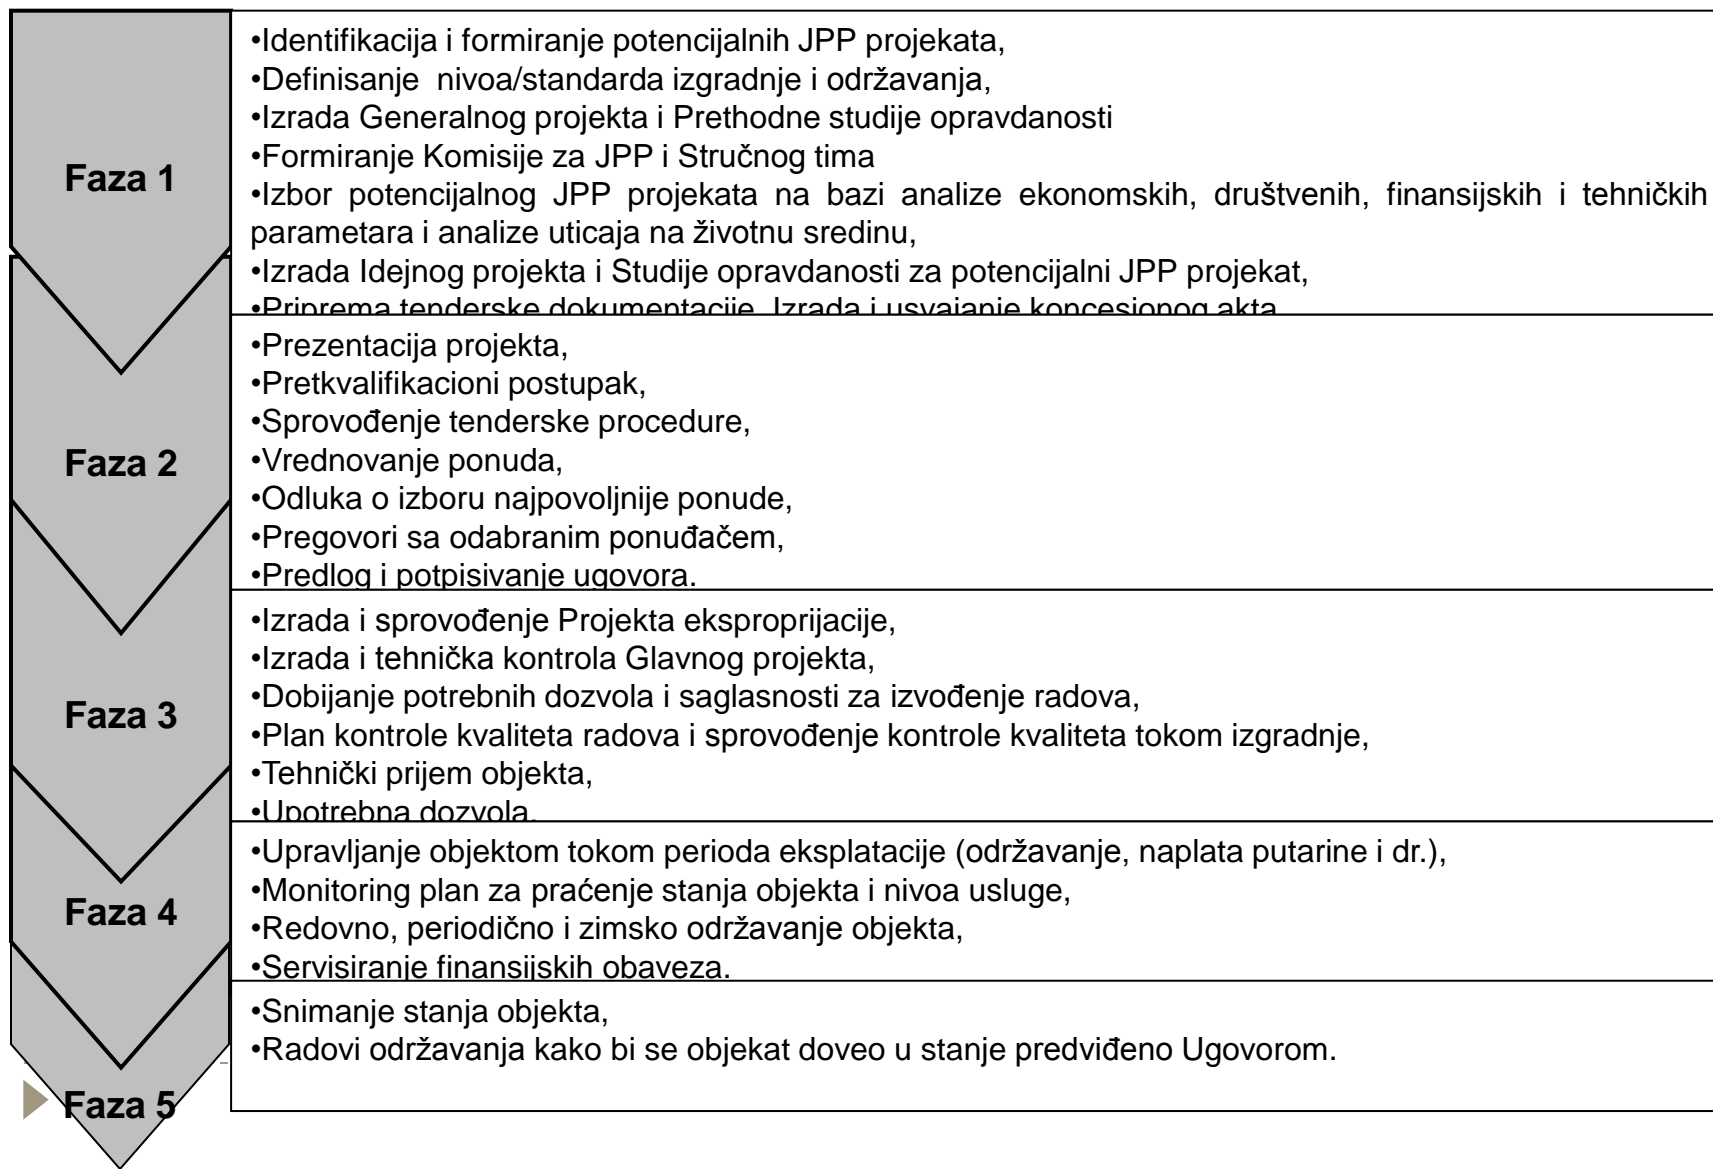 Faza 1
•Identifikacija i formiranje potencijalnih JPP projekata,
•Definisanje nivoa/standarda izgradnje i održavanja,
•Izrada Generalnog projekta i Prethodne studije opravdanosti
•Formiranje Komisije za JPP i Stručnog tima
•Izbor potencijalnog JPP projekata na bazi analize ekonomskih, društvenih, finansijskih i tehničkih
parametara i analize uticaja na životnu sredinu,
•Izrada Idejnog projekta i Studije opravdanosti za potencijalni JPP projekat,
•Priprema tenderske dokumentacije, Izrada i usvajanje koncesionog akta
Faza 2
•Prezentacija projekta,
•Pretkvalifikacioni postupak,
•Sprovođenje tenderske procedure,
•Vrednovanje ponuda,
•Odluka o izboru najpovoljnije ponude,
•Pregovori sa odabranim ponuđačem,
•Predlog i potpisivanje ugovora.
Faza 3
•Izrada i sprovođenje Projekta eksproprijacije,
•Izrada i tehnička kontrola Glavnog projekta,
•Dobijanje potrebnih dozvola i saglasnosti za izvođenje radova,
•Plan kontrole kvaliteta radova i sprovođenje kontrole kvaliteta tokom izgradnje,
•Tehnički prijem objekta,
•Upotrebna dozvola.
Faza 4
•Upravljanje objektom tokom perioda eksplatacije (održavanje, naplata putarine i dr.),
•Monitoring plan za praćenje stanja objekta i nivoa usluge,
•Redovno, periodično i zimsko održavanje objekta,
•Servisiranje finansijskih obaveza.
Faza 5
•Snimanje stanja objekta,
•Radovi održavanja kako bi se objekat doveo u stanje predviđeno Ugovorom.